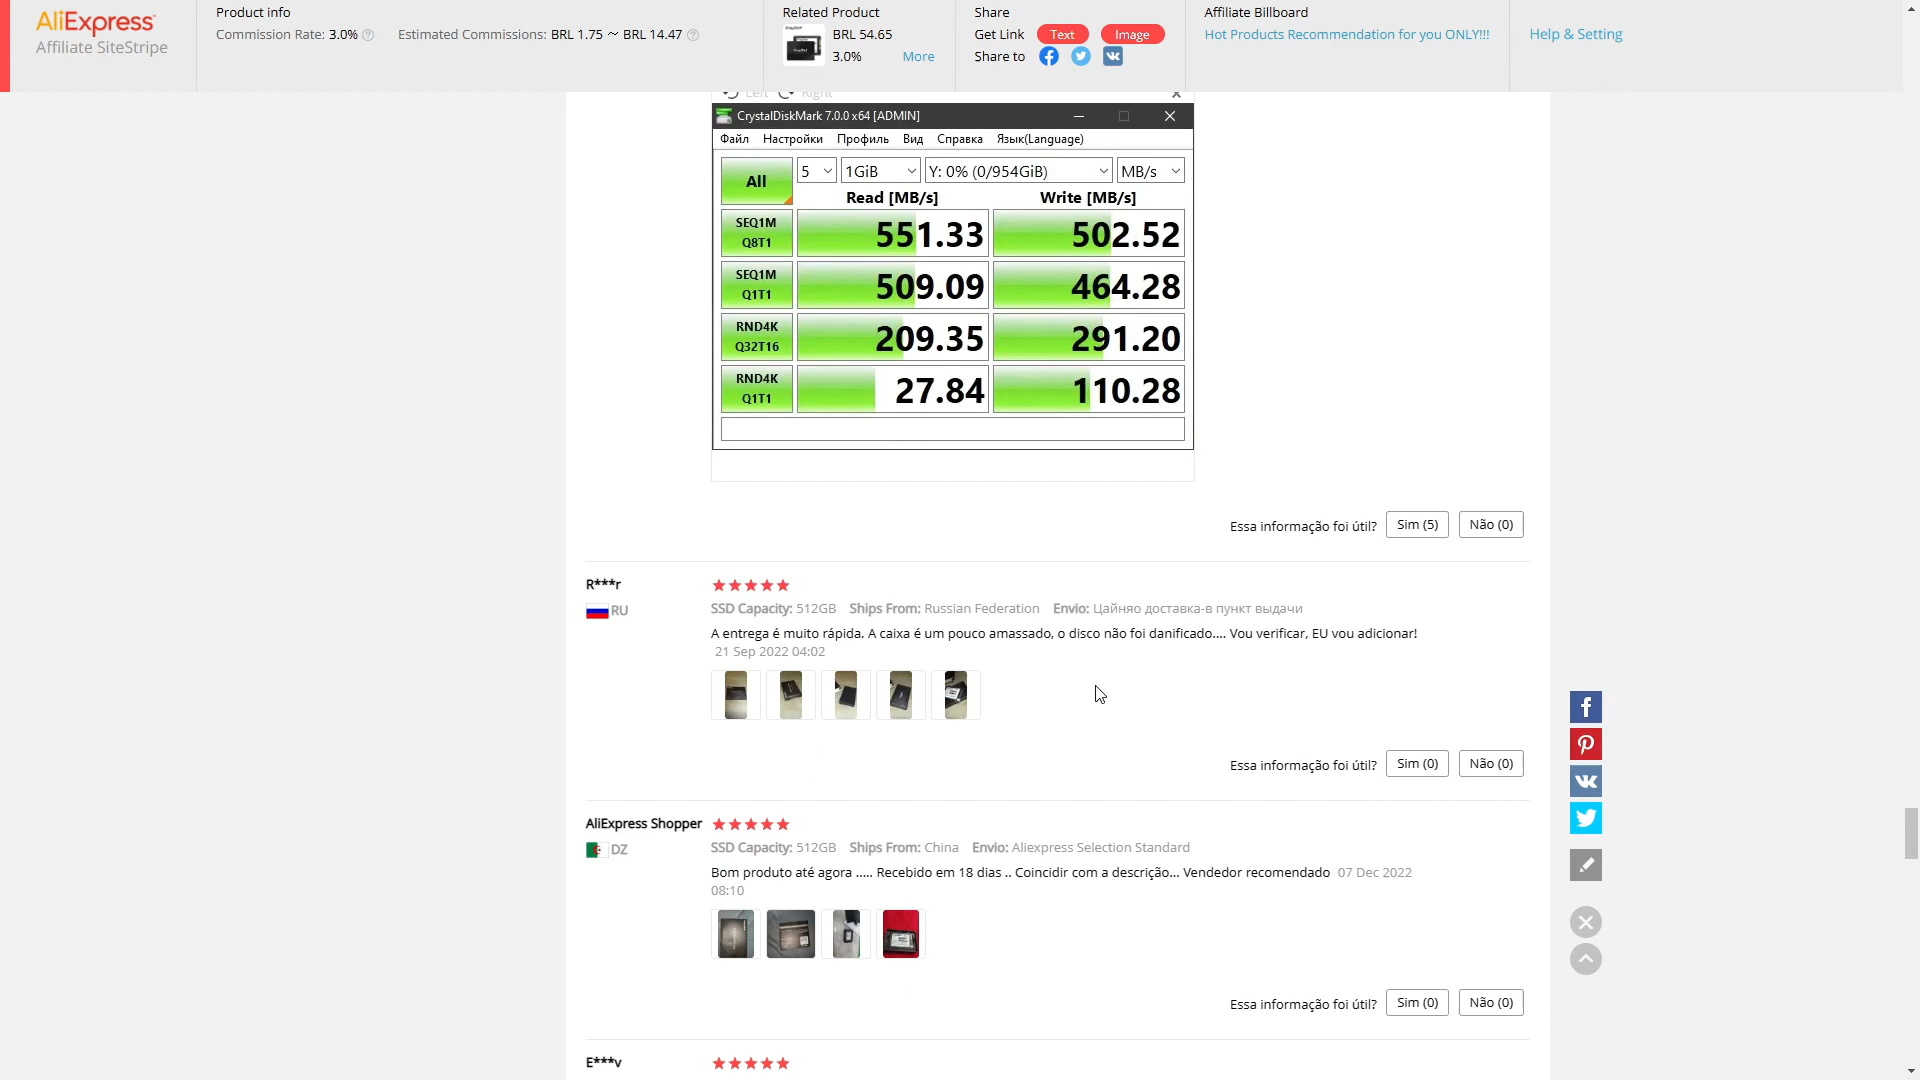 AliExpress
Affiliate SiteStripe
Product info
Commission Rate: 3.0%
Estimated Commissions: BRL 1.75 ~ BRL 14.47
Related Product
BRL 54.65
3.0%
More
Share
Get Link Text Image
Share to
Affiliate Billboard
Hot Products Recommendation for you ONLY!!!
Help & Setting
Left Right
CrystalDiskMark 7.0.0 x64 [ADMIN]
Файл Настройки Профиль Вид Справка Язык(Language)
All 5 1GiB Y: 0% (0/954GiB) MB/s
Read [MB/s] Write [MB/s]
SEQ1M
Q8T1 551.33 502.52
SEQ1M
Q1T1 509.09 464.28
RND4K
Q32T16 209.35 291.20
RND4K
Q1T1 27.84 110.28
Essa informação foi útil? Sim (5) Não (0)
R***r
RU
SSD Capacity: 512GB Ships From: Russian Federation Envio: Цайняо доставка-в пункт выдачи
A entrega é muito rápida. A caixa é um pouco amassado, o disco não foi danificado.... Vou verificar, EU vou adicionar!
21 Sep 2022 04:02
Essa informação foi útil? Sim (0) Não (0)
AliExpress Shopper
DZ
SSD Capacity: 512GB Ships From: China Envio: Aliexpress Selection Standard
Bom produto até agora ..... Recebido em 18 dias .. Coincidir com a descrição... Vendedor recomendado 07 Dec 2022
08:10
Essa informação foi útil? Sim (0) Não (0)
E***v